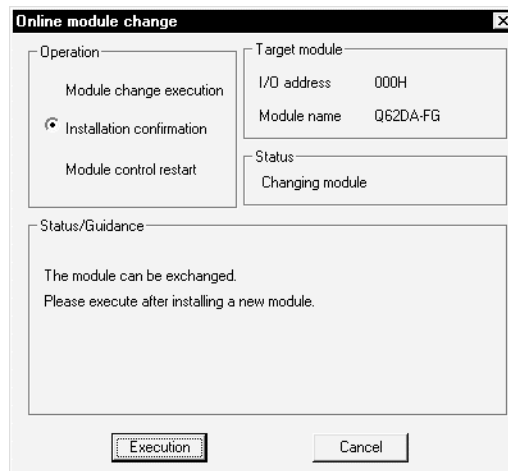 Online module change
Operation
Module change execution
Installation confirmation
Module control restart
Target module
I/O address 000H
Module name Q62DA-FG
Status
Changing module
Status/Guidance
The module can be exchanged.
Please execute after installing a new module.
Execution Cancel